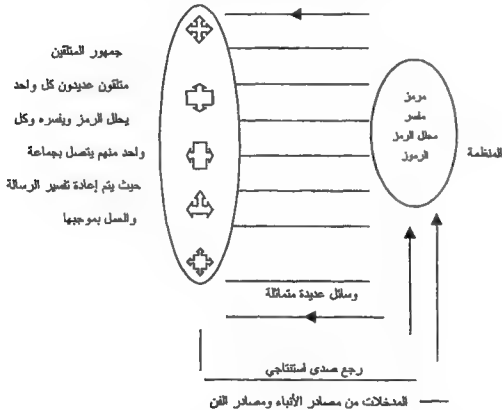 جمهور المتلقين
متلقون عديدون كل واحد
يحلل الرمز ويفسره وكل
واحد منهم يتصل بجماعة
حيث يتم إعادة تفسير الرسالة
والعمل بموجبها
مرمز
مفسر
محلل الرمز
الرموز
المنظمة
وسائل عديدة متماثلة
رجع صدى استنتاجي
المدخلات من مصادر الأنباء ومصادر الفن